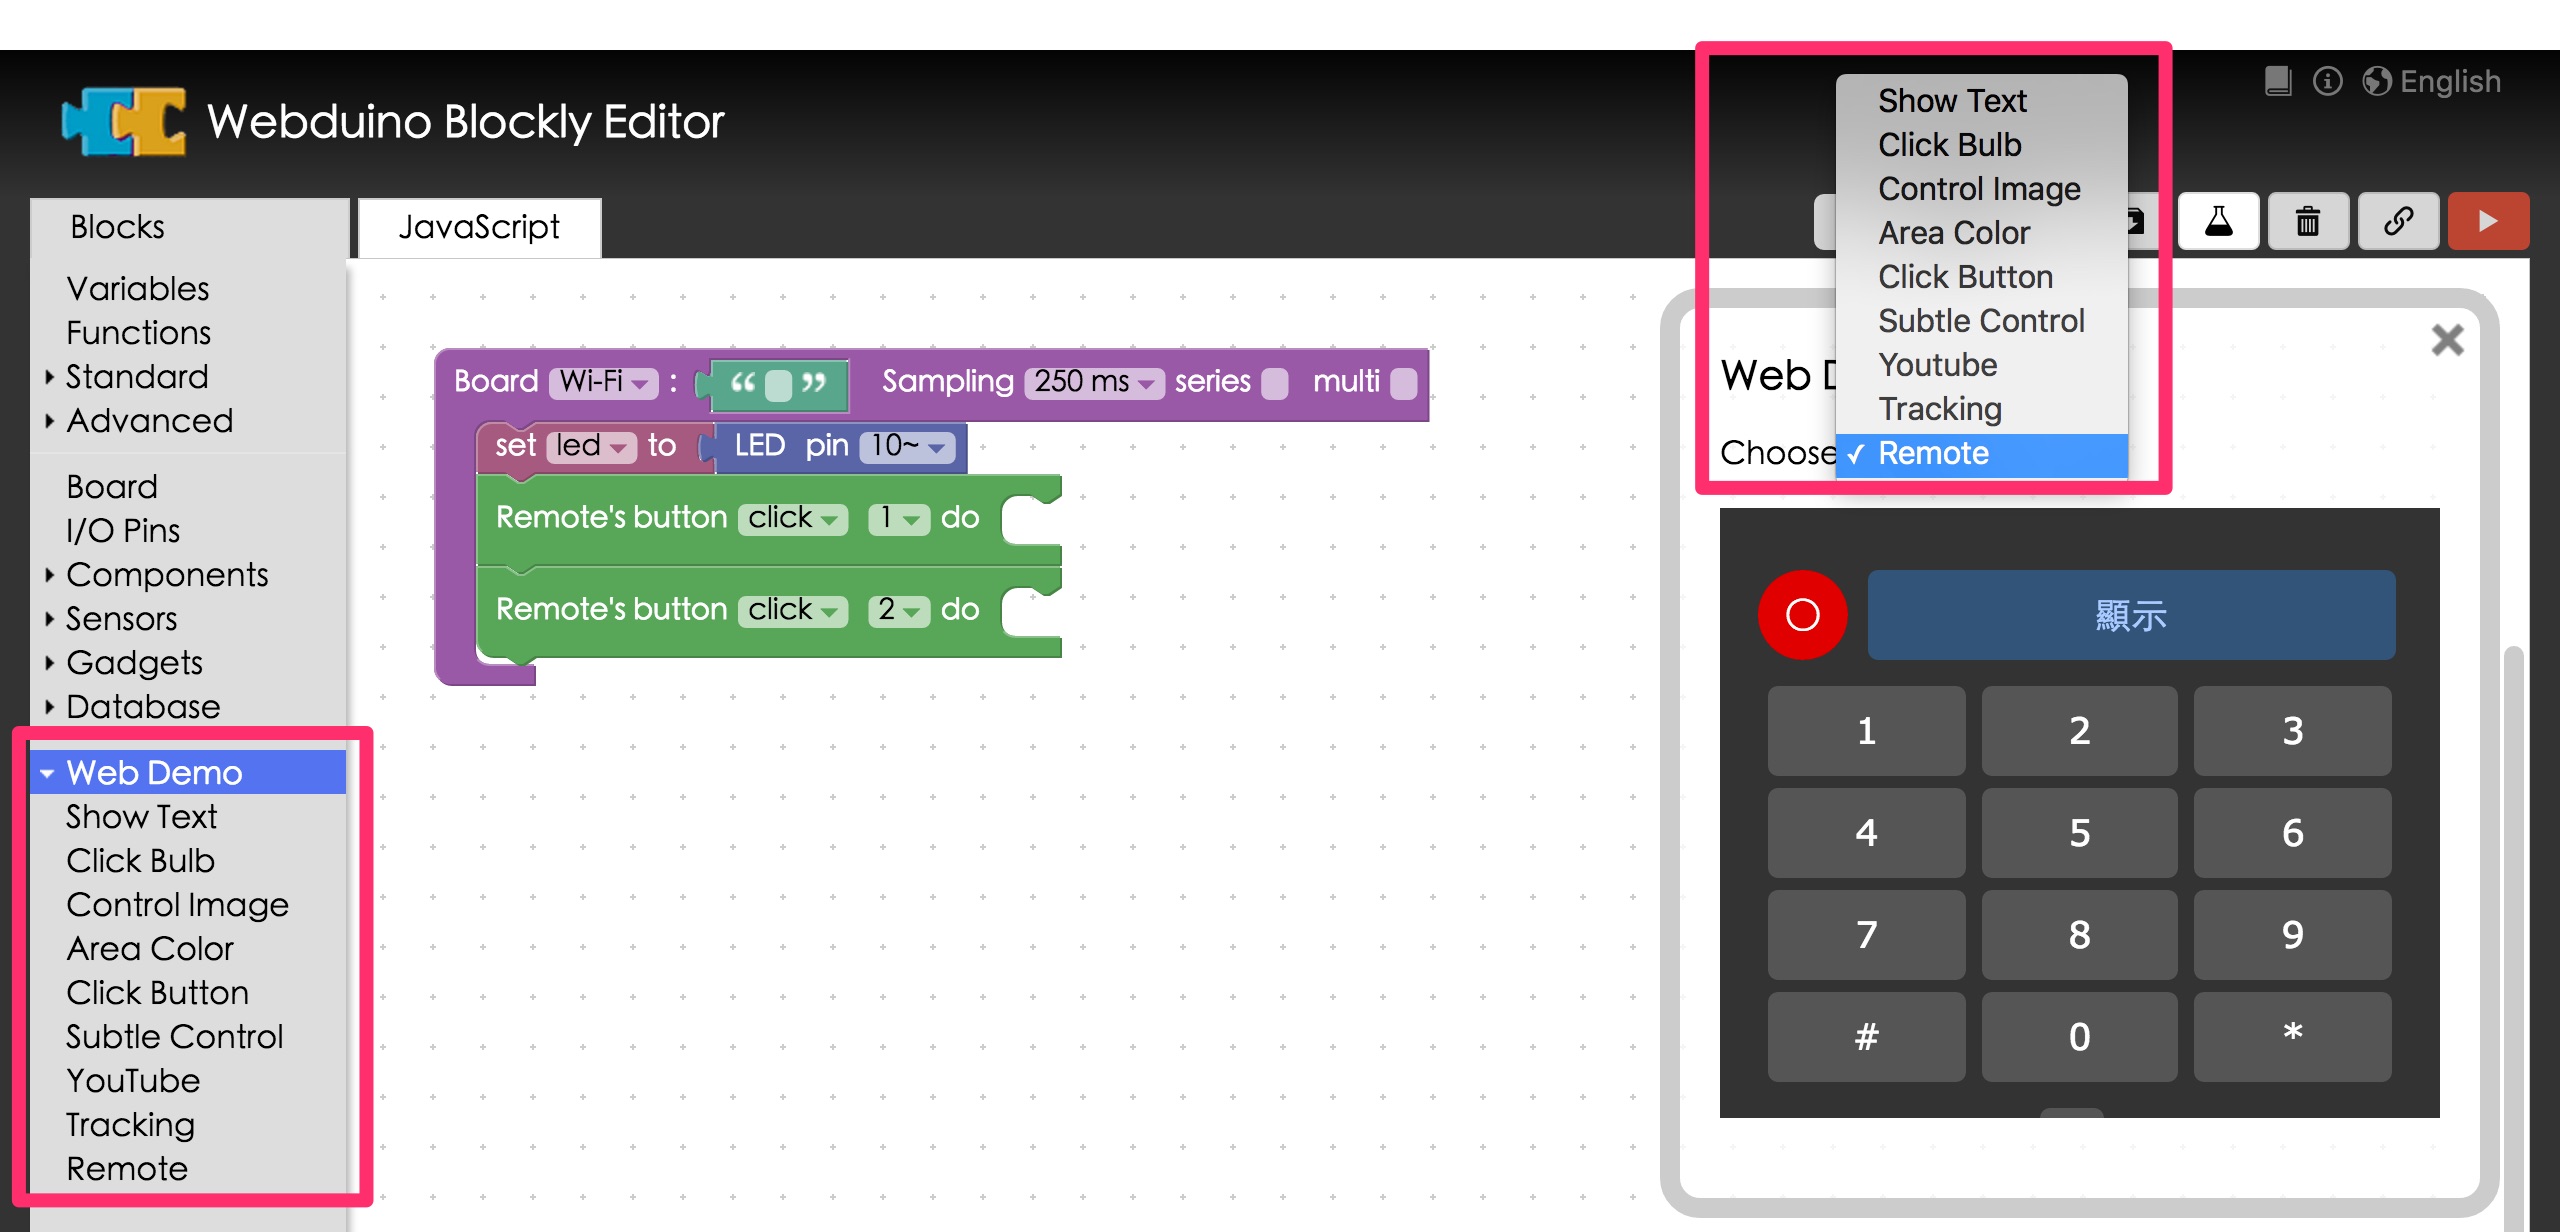 Webduino Blockly Editor
English
Blocks
JavaScript
Variables
Functions
Standard
Advanced
Board
I/O Pins
Components
Sensors
Gadgets
Database
Web Demo
Show Text
Click Bulb
Control Image
Area Color
Click Button
Subtle Control
YouTube
Tracking
Remote
Board Wi-Fi : “ ” Sampling 250 ms series multi
set led to LED pin 10~
Remote's button click 1 do
Remote's button click 2 do
Show Text
Click Bulb
Control Image
Area Color
Click Button
Subtle Control
Youtube
Tracking
✓ Remote
Web
Choose
顯示
1 2 3
4 5 6
7 8 9
# 0 *